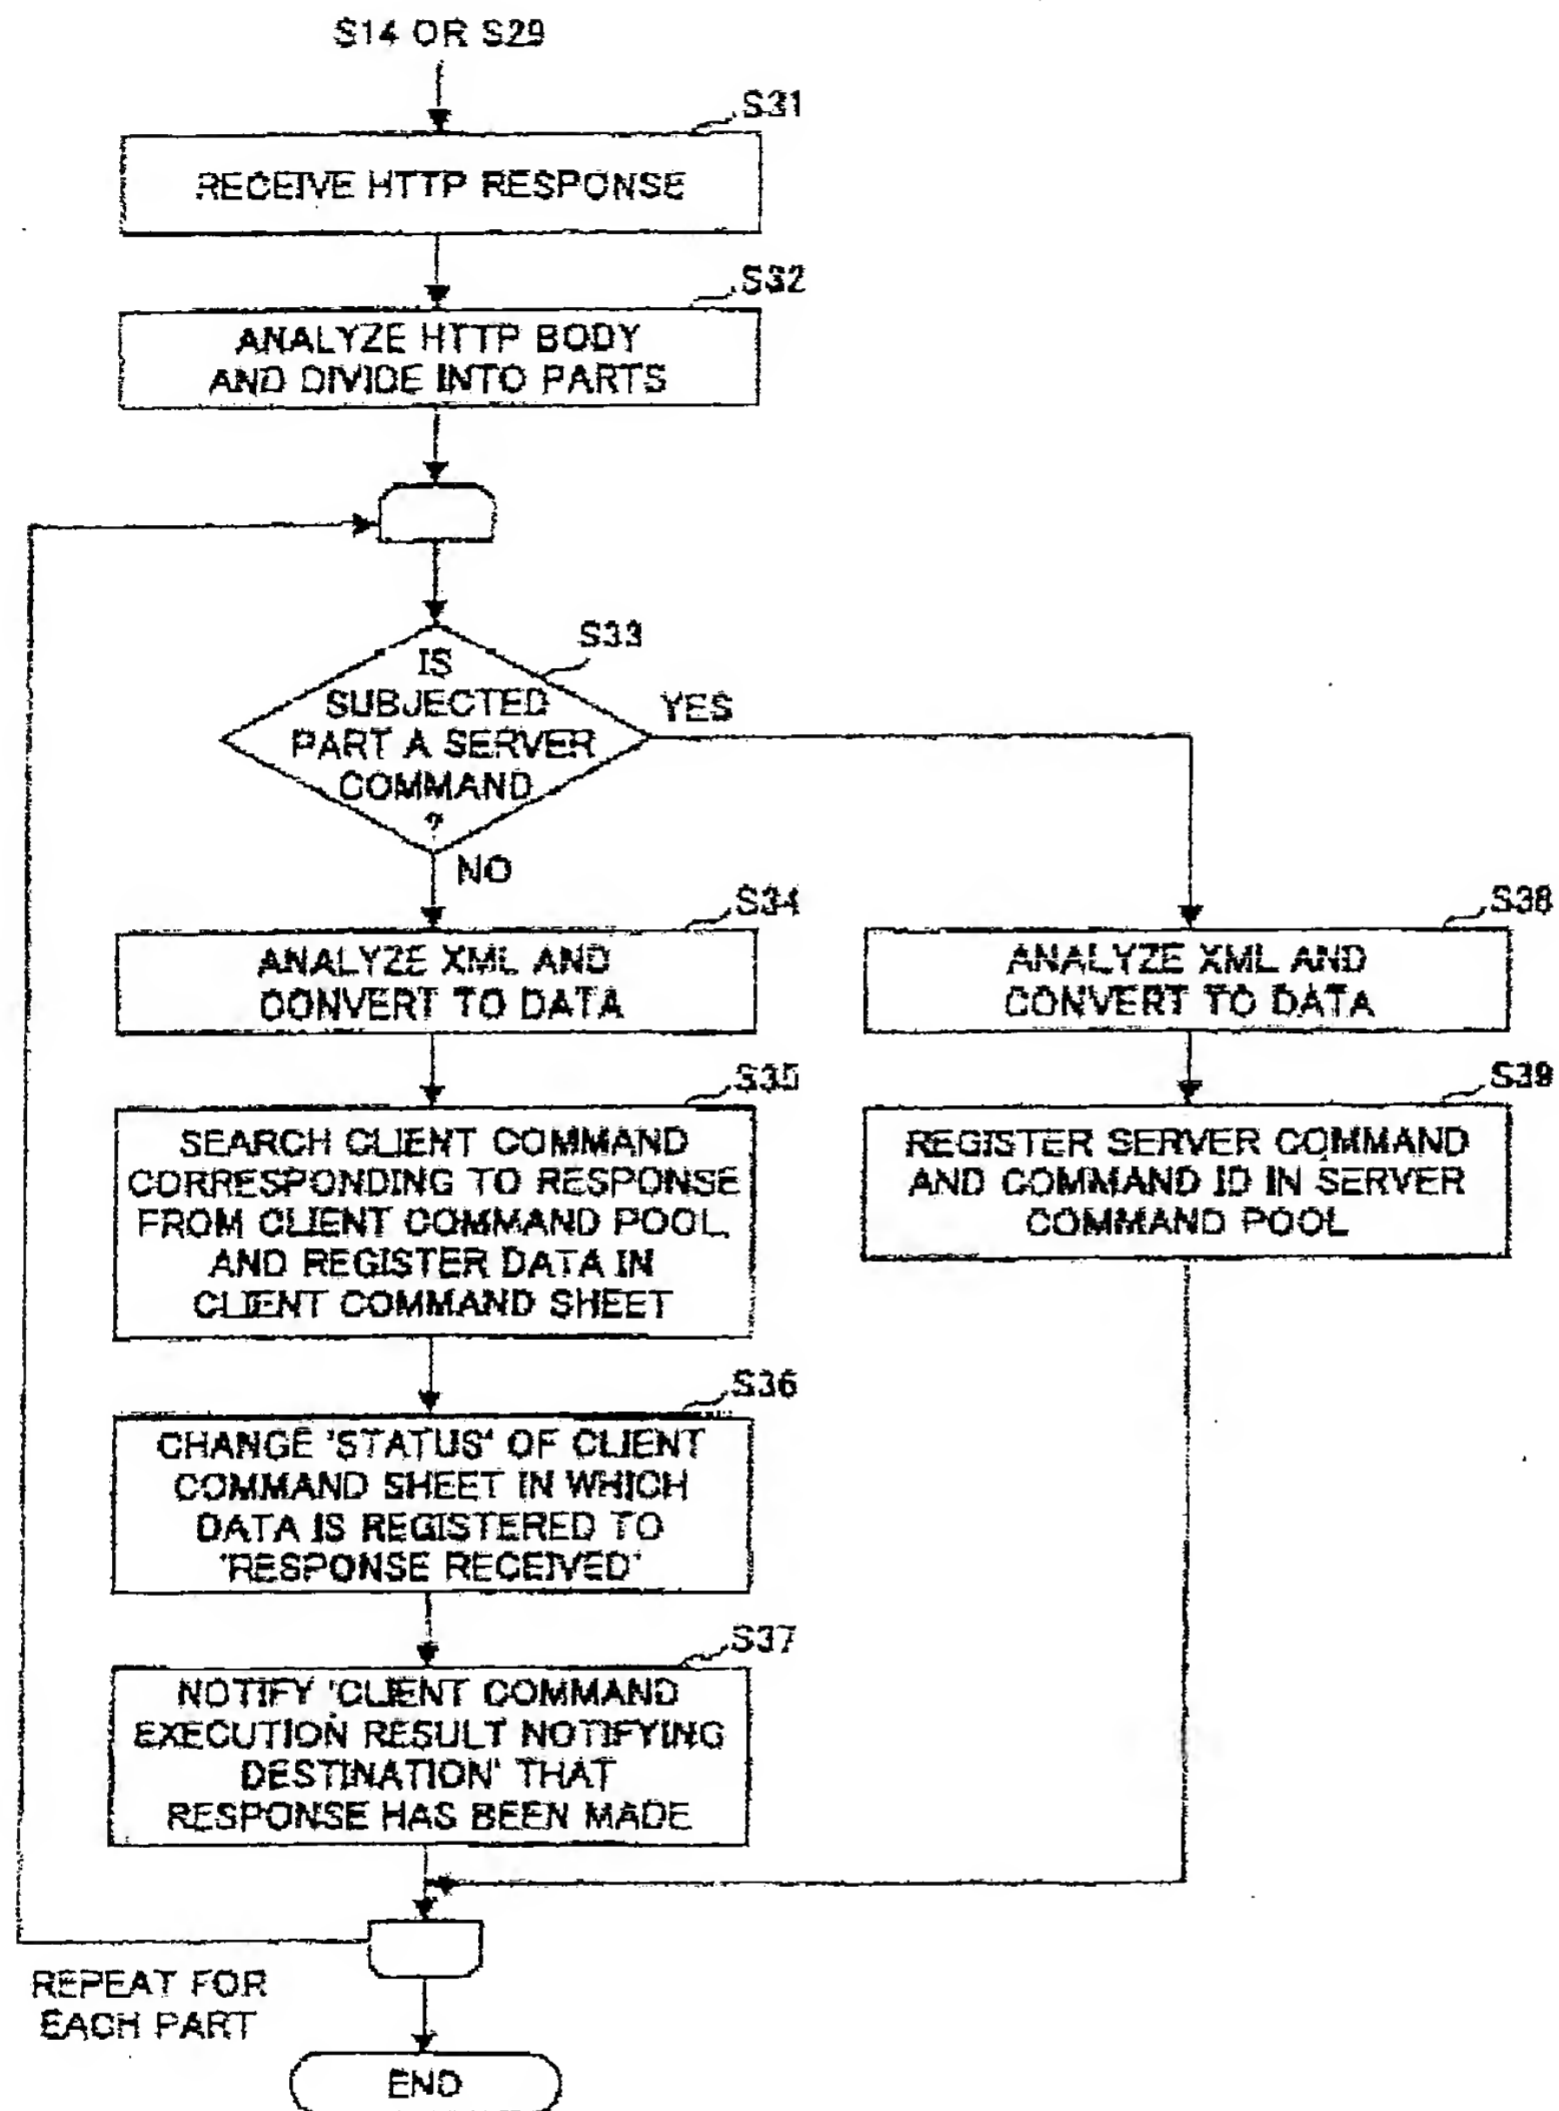 S14 OR S29
S31
RECEIVE HTTP RESPONSE
S32
ANALYZE HTTP BODY
AND DIVIDE INTO PARTS
S33
IS
SUBJECTED
PART A SERVER
COMMAND
?
YES
NO
S34
ANALYZE XML AND
CONVERT TO DATA
S38
ANALYZE XML AND
CONVERT TO DATA
S35
SEARCH CLIENT COMMAND
CORRESPONDING TO RESPONSE
FROM CLIENT COMMAND POOL,
AND REGISTER DATA IN
CLIENT COMMAND SHEET
S39
REGISTER SERVER COMMAND
AND COMMAND ID IN SERVER
COMMAND POOL
S36
CHANGE 'STATUS' OF CLIENT
COMMAND SHEET IN WHICH
DATA IS REGISTERED TO
'RESPONSE RECEIVED'
S37
NOTIFY 'CLIENT COMMAND
EXECUTION RESULT NOTIFYING
DESTINATION' THAT
RESPONSE HAS BEEN MADE
REPEAT FOR
EACH PART
END